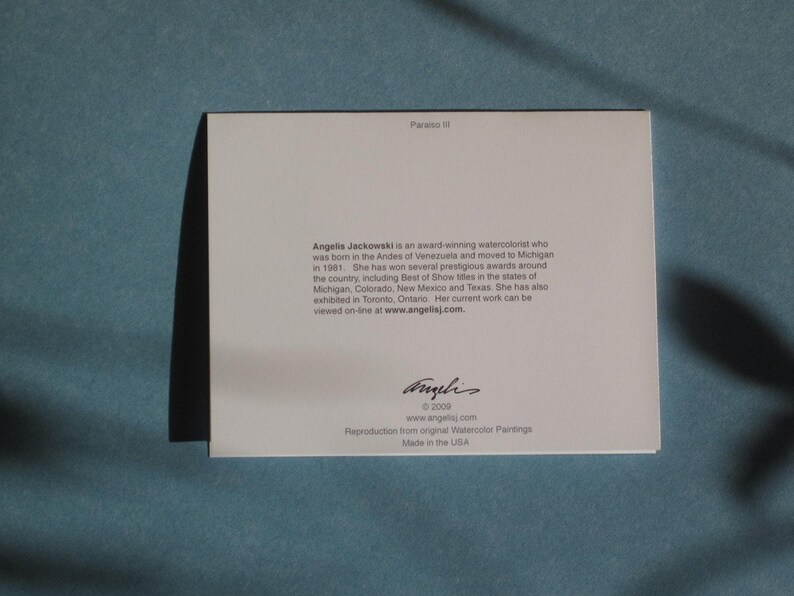 Paraiso III
Angelis Jackowski is an award-winning watercolorist who
was born in the Andes of Venezuela and moved to Michigan
in 1981. She has won several prestigious awards around
the country, including Best of Show titles in the states of
Michigan, Colorado, New Mexico and Texas. She has also
exhibited in Toronto, Ontario. Her current work can be
viewed on-line at www.angelisj.com.
Angelis
© 2009
www.angelisj.com
Reproduction from original Watercolor Paintings
Made in the USA